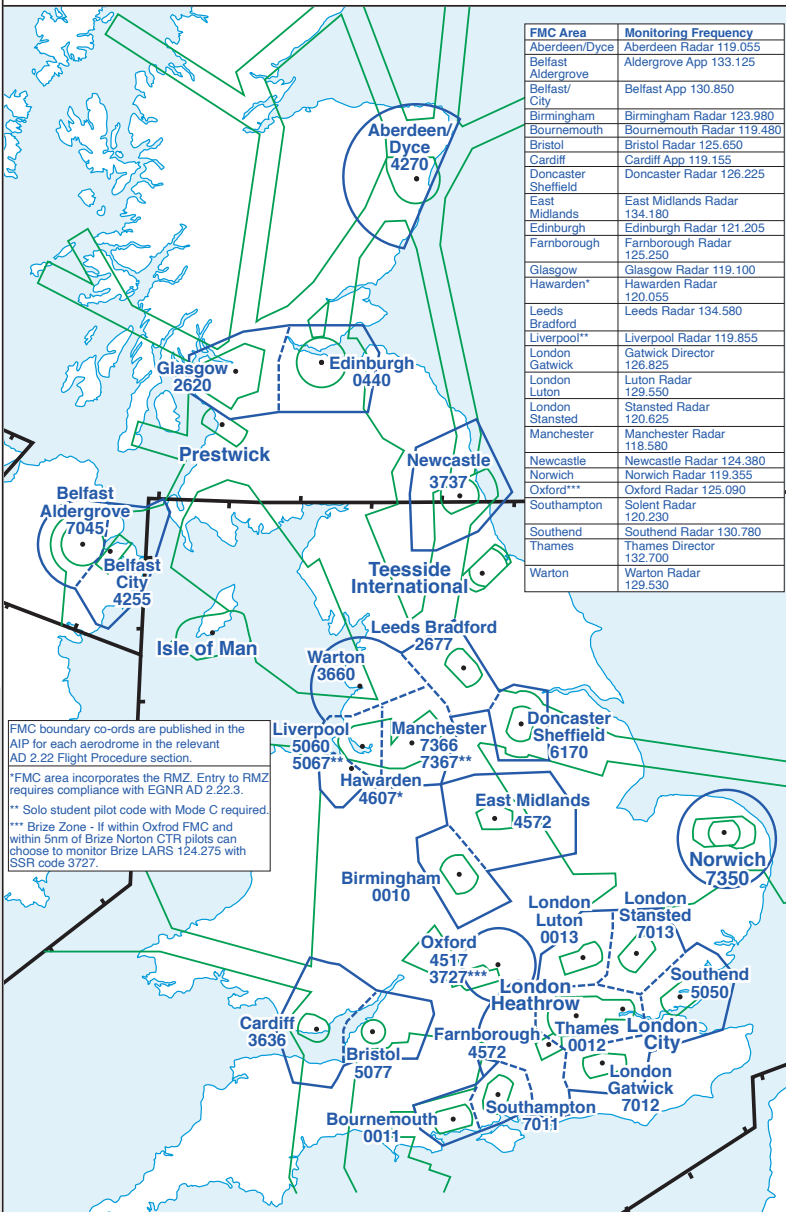 FMC Area Monitoring Frequency
Aberdeen/Dyce Aberdeen Radar 119.055
Belfast Aldergrove App 133.125
Aldergrove
Belfast/ Belfast App 130.850
City
Birmingham Birmingham Radar 123.980
Bournemouth Bournemouth Radar 119.480
Bristol Bristol Radar 125.650
Cardiff Cardiff App 119.155
Doncaster Doncaster Radar 126.225
Sheffield
East East Midlands Radar
Midlands 134.180
Edinburgh Edinburgh Radar 121.205
Farnborough Farnborough Radar
125.250
Glasgow Glasgow Radar 119.100
Hawarden* Hawarden Radar
120.055
Leeds Leeds Radar 134.580
Bradford
Liverpool** Liverpool Radar 119.855
London Gatwick Director
Gatwick 126.825
London Luton Radar
Luton 129.550
London Stansted Radar
Stansted 120.625
Manchester Manchester Radar
118.580
Newcastle Newcastle Radar 124.380
Norwich Norwich Radar 119.355
Oxford*** Oxford Radar 125.090
Southampton Solent Radar
120.230
Southend Southend Radar 130.780
Thames Thames Director
132.700
Warton Warton Radar
129.530
Aberdeen/
Dyce
4270
Glasgow
2620
Edinburgh
0440
Prestwick
Newcastle
3737
Belfast
Aldergrove
7045
Belfast
City
4255
Teesside
International
Isle of Man
Leeds Bradford
2677
Warton
3660
Liverpool
5060
5067**
Manchester
7366
7367**
Doncaster
Sheffield
6170
Hawarden
4607*
FMC boundary co-ords are published in the
AIP for each aerodrome in the relevant
AD 2.22 Flight Procedure section.
*FMC area incorporates the RMZ. Entry to RMZ
requires compliance with EGNR AD 2.22.3.
** Solo student pilot code with Mode C required.
*** Brize Zone - If within Oxfrod FMC and
within 5nm of Brize Norton CTR pilots can
choose to monitor Brize LARS 124.275 with
SSR code 3727.
East Midlands
4572
Norwich
7350
Birmingham
0010
London
Luton
0013
London
Stansted
7013
Oxford
4517
3727***
Southend
5050
London
Heathrow
Cardiff
3636
Bristol
5077
Farnborough
4572
Thames
0012
London
City
London
Gatwick
7012
Southampton
7011
Bournemouth
0011